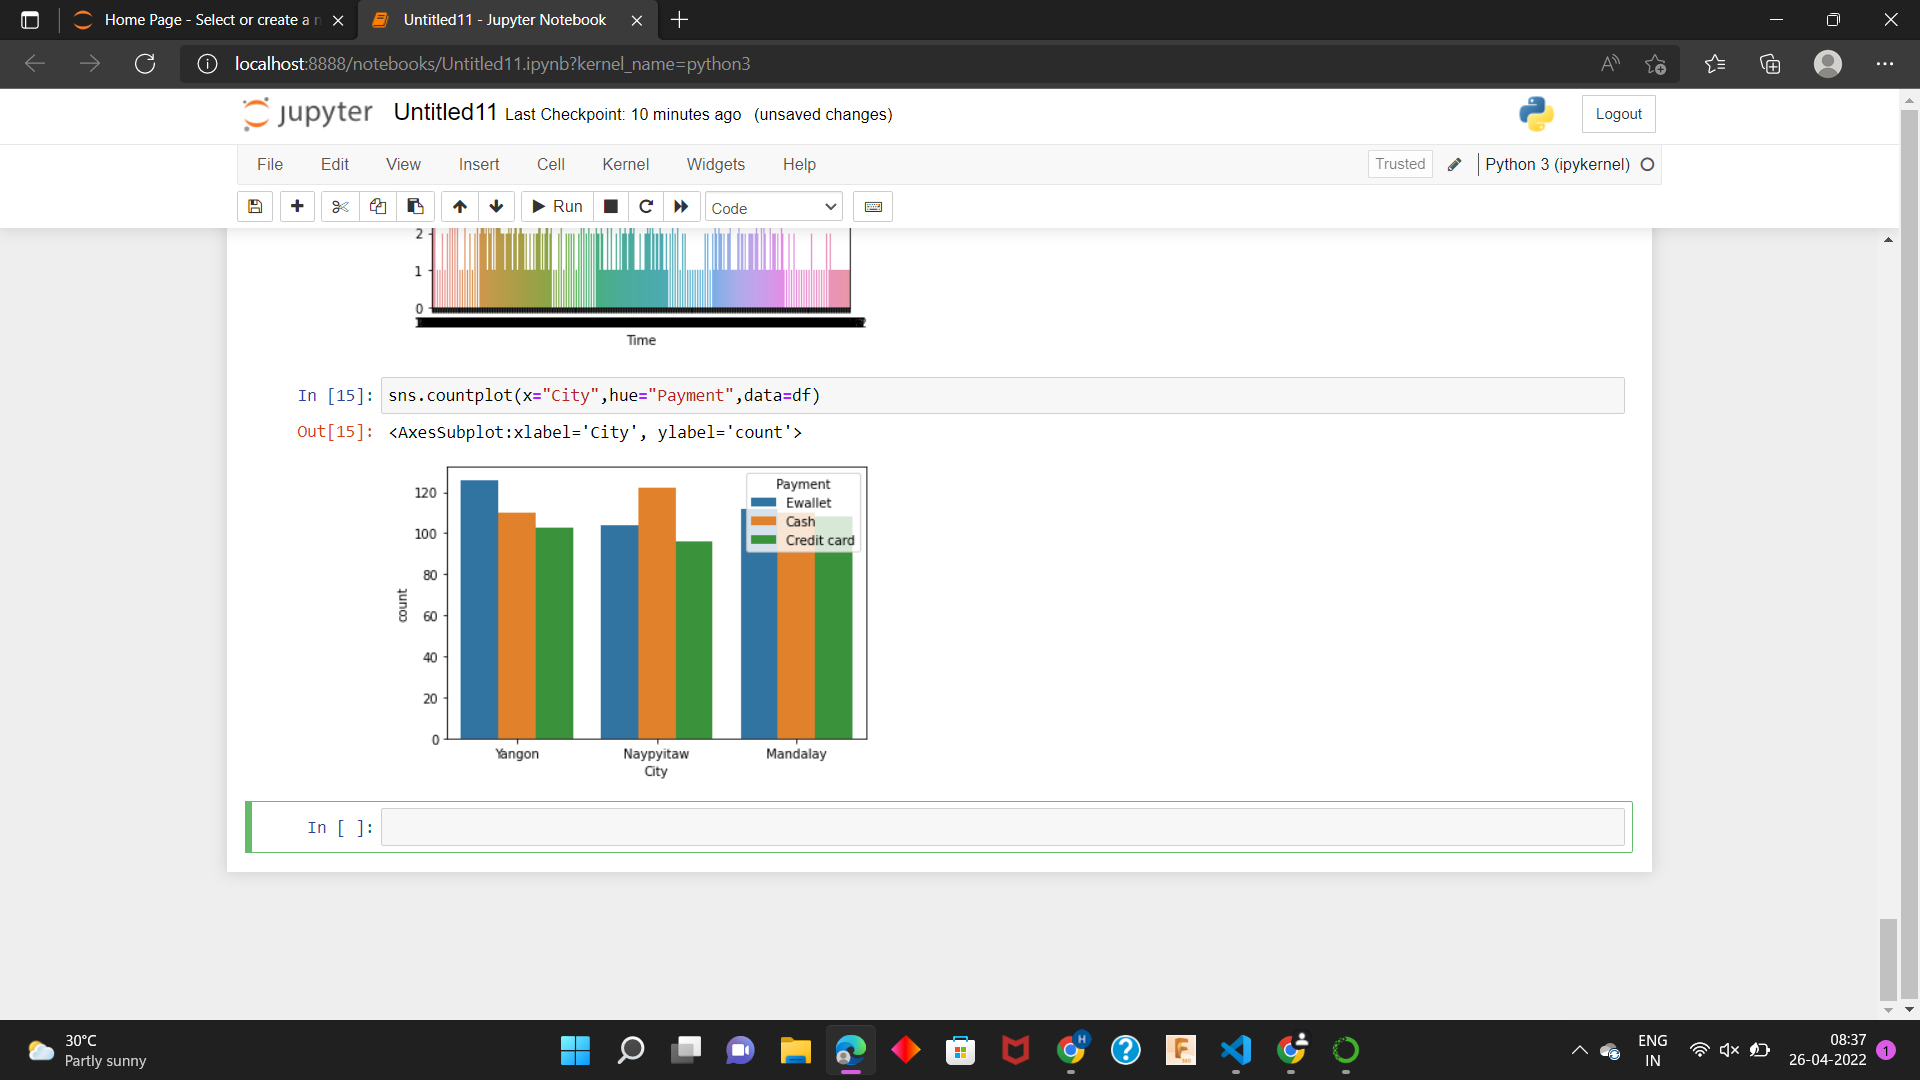 Home Page - Select or create a n
Untitled11 - Jupyter Notebook
localhost:8888/notebooks/Untitled11.ipynb?kernel_name=python3
jupyter Untitled11 Last Checkpoint: 10 minutes ago (unsaved changes)
Logout
File Edit View Insert Cell Kernel Widgets Help
Trusted Python 3 (ipykernel)
Run Code
2
1
0
Time
In [15]: sns.countplot(x="City",hue="Payment",data=df)
Out[15]: <AxesSubplot:xlabel='City', ylabel='count'>
Payment
Ewallet
Cash
Credit card
120
100
80
60
40
20
0
count
Yangon Naypyitaw Mandalay
City
In [ ]:
30°C
Partly sunny
H
F
ENG
IN
08:37
26-04-2022
1